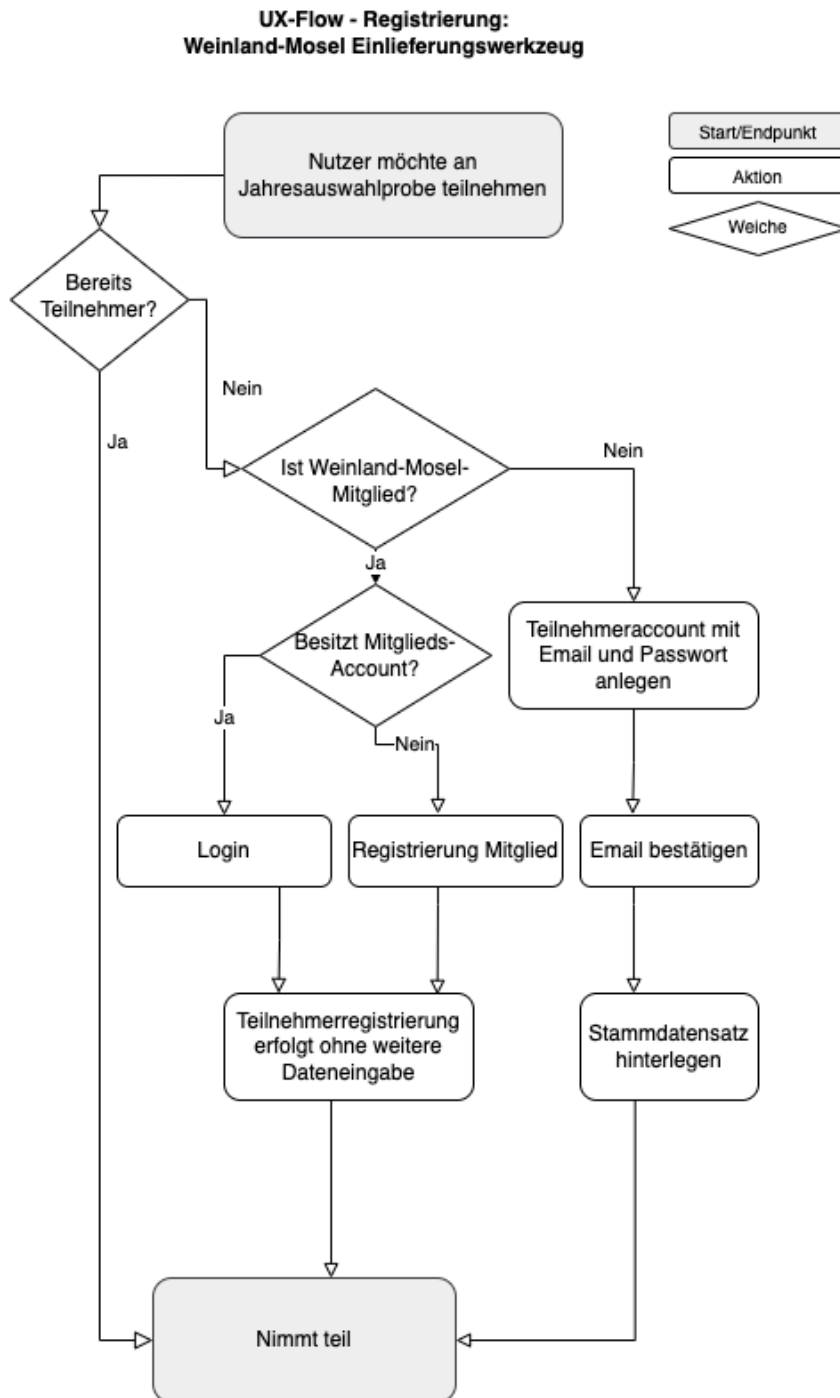 UX-Flow - Registrierung:
Weinland-Mosel Einlieferungswerkzeug
Nutzer möchte an
Jahresauswahlprobe teilnehmen
Start/Endpunkt
Aktion
Weiche
Bereits
Teilnehmer?
Nein
Ja
Ist Weinland-Mosel-
Mitglied?
Nein
Ja
Besitzt Mitglieds-
Account?
Teilnehmeraccount mit
Email und Passwort
anlegen
Ja
Nein
Login
Registrierung Mitglied
Email bestätigen
Teilnehmerregistrierung
erfolgt ohne weitere
Dateneingabe
Stammdatensatz
hinterlegen
Nimmt teil